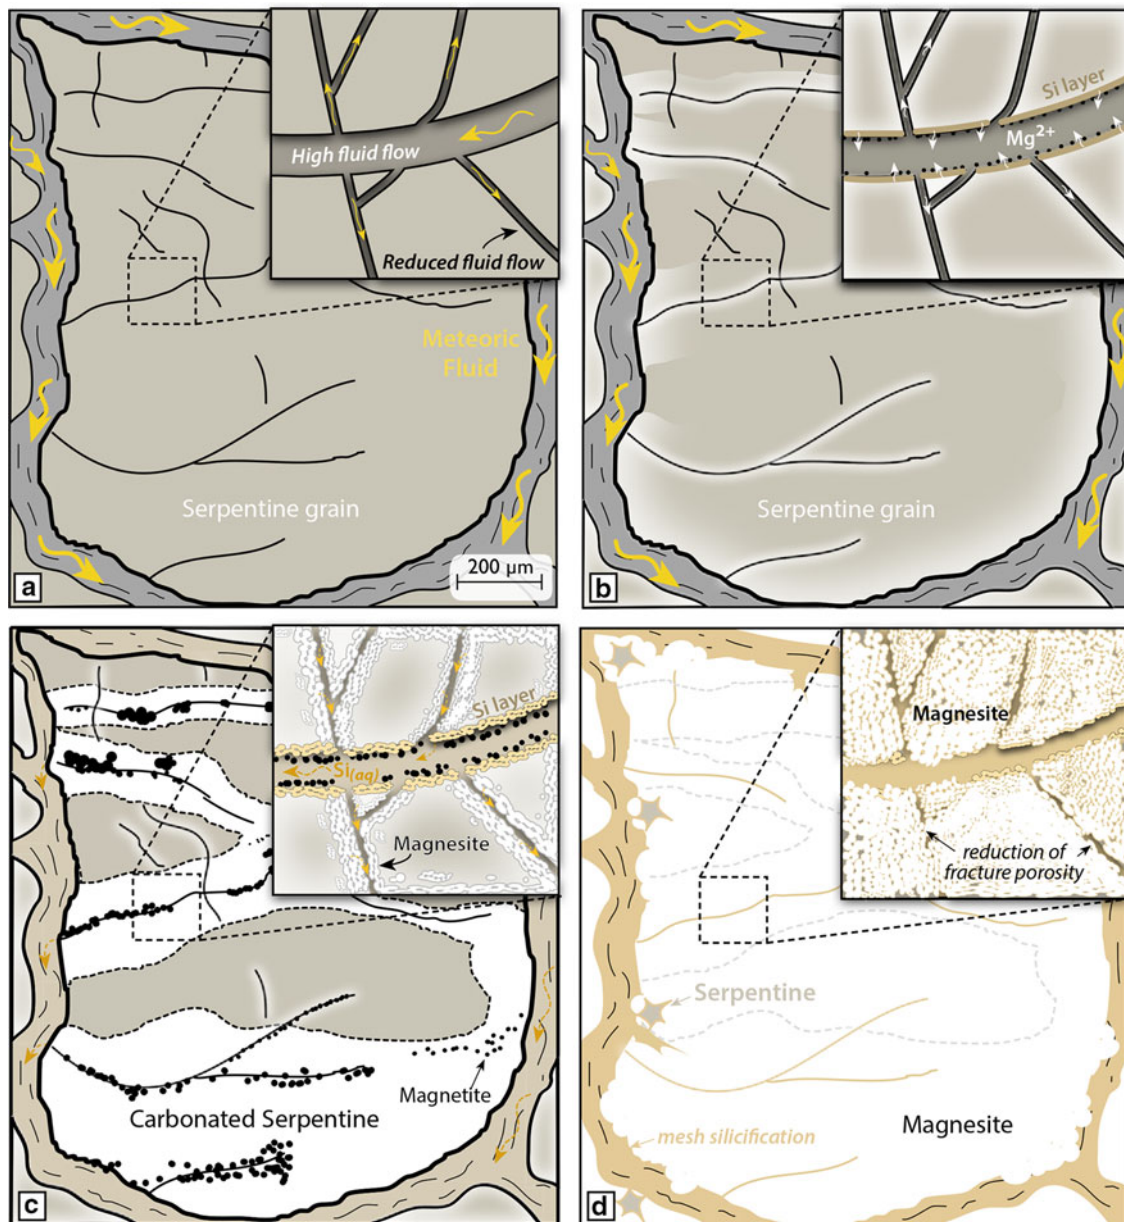 High fluid flow
Reduced fluid flow
Meteoric
Fluid
Serpentine grain
200 µm
a
Si layer
Mg2+
Serpentine grain
b
Si layer
Si(aq)
Magnesite
Magnetite
Carbonated Serpentine
c
Magnesite
reduction of
fracture porosity
Serpentine
Magnesite
mesh silicification
d